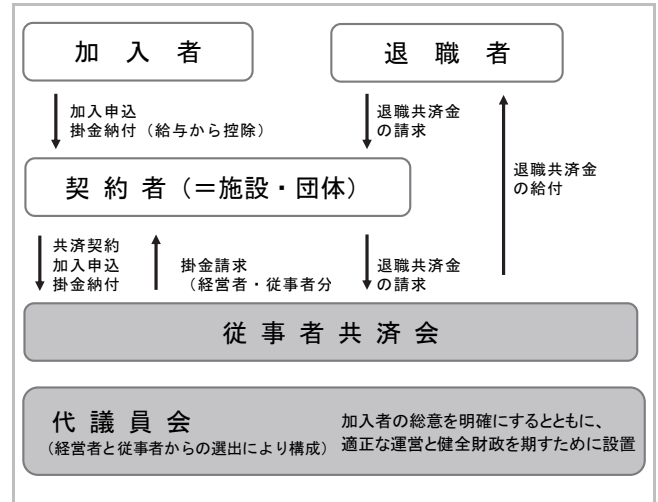 加入者
退職者
加入申込
掛金納付（給与から控除）
退職共済金
の請求
退職共済金
の給付
契約者（＝施設・団体）
共済契約
加入申込
掛金納付
掛金請求
（経営者・従事者分
退職共済金
の請求
従事者共済会
代議員会
（経営者と従事者からの選出により構成）
加入者の総意を明確にするとともに、
適正な運営と健全財政を期すために設置